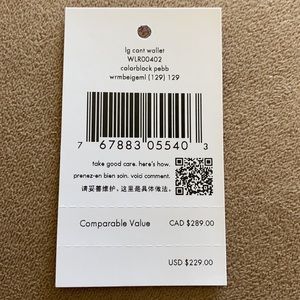 lg cont wallet
WLR00402
colorblock pebb
wrmbeigeml (129) 129
7 67883 05540 3
take good care. here's how.
prenez-en bien soin. voici comment.
请妥善维护。这里是具体做法。
Comparable Value CAD $289.00
USD $229.00